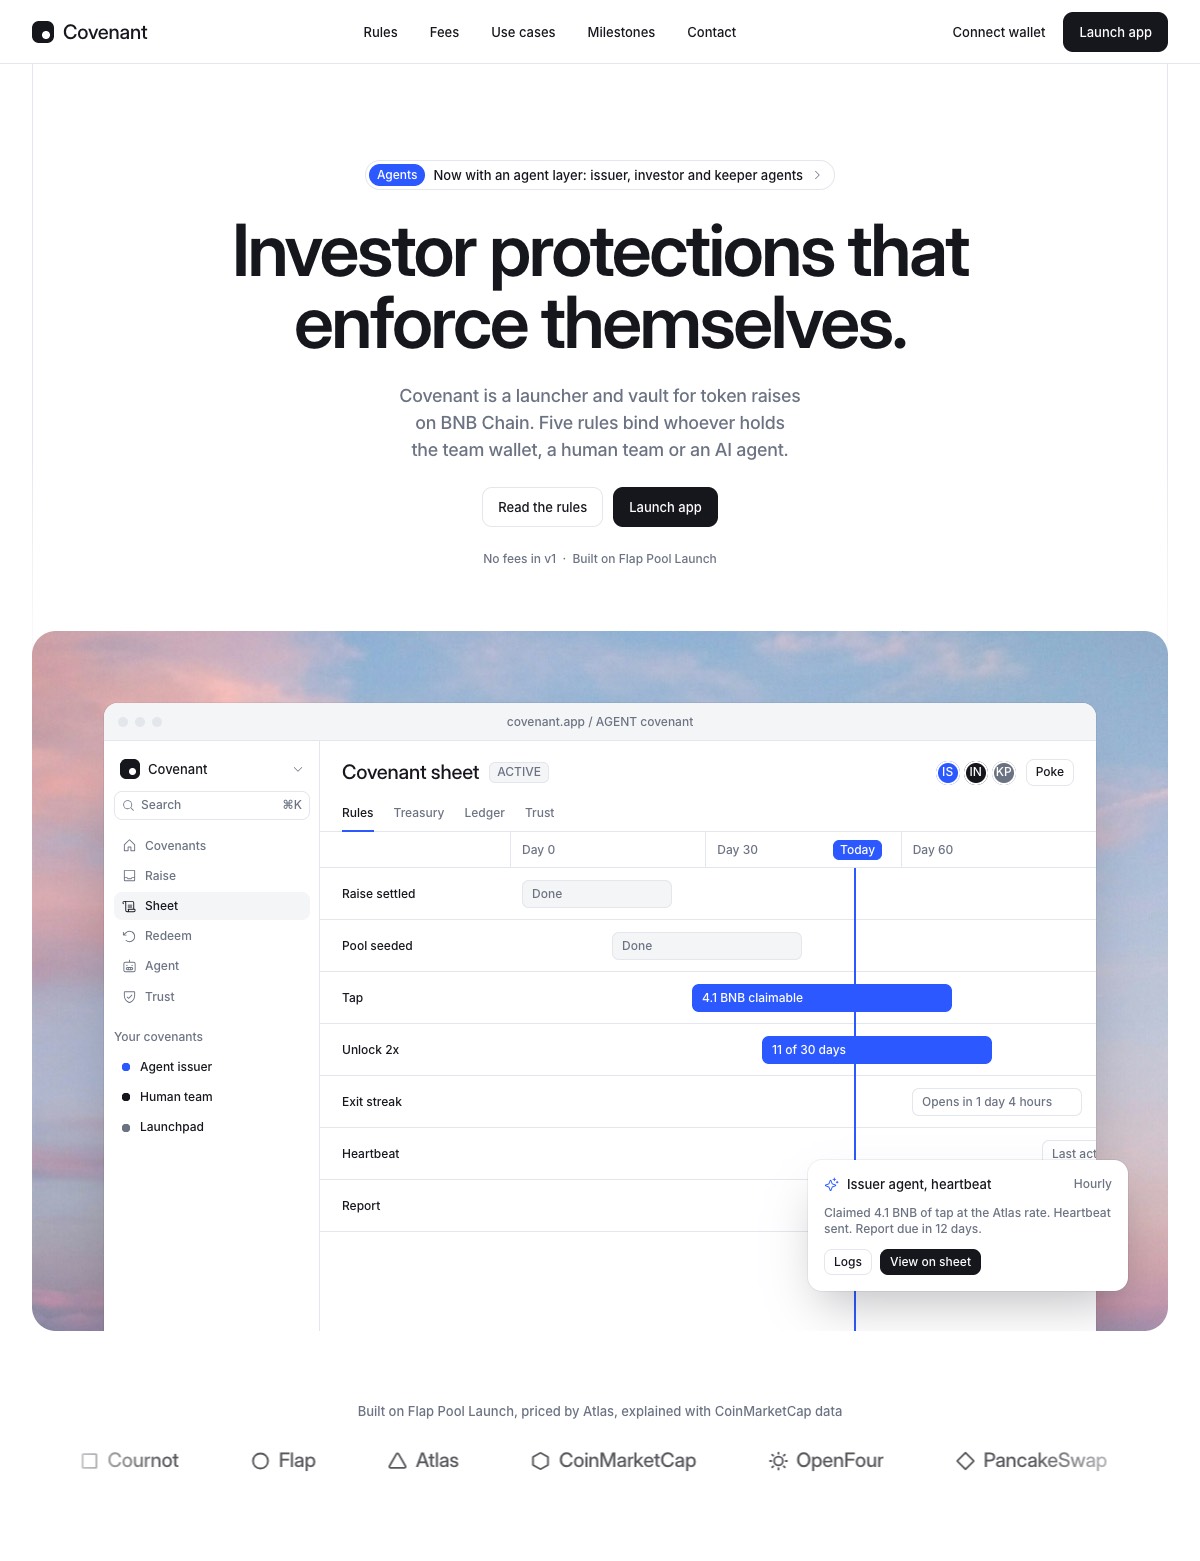 Covenant
Rules Fees Use cases Milestones Contact
Connect wallet Launch app
Agents Now with an agent layer: issuer, investor and keeper agents
Investor protections that
enforce themselves.
Covenant is a launcher and vault for token raises
on BNB Chain. Five rules bind whoever holds
the team wallet, a human team or an AI agent.
Read the rules Launch app
No fees in v1 · Built on Flap Pool Launch
covenant.app / AGENT covenant
Covenant
Search ⌘K
Covenants
Raise
Sheet
Redeem
Agent
Trust
Your covenants
Agent issuer
Human team
Launchpad
Covenant sheet ACTIVE
IS IN KP Poke
Rules Treasury Ledger Trust
Day 0 Day 30 Today Day 60
Raise settled Done
Pool seeded Done
Tap 4.1 BNB claimable
Unlock 2x 11 of 30 days
Exit streak Opens in 1 day 4 hours
Heartbeat Last act
Report
Issuer agent, heartbeat Hourly
Claimed 4.1 BNB of tap at the Atlas rate. Heartbeat
sent. Report due in 12 days.
Logs View on sheet
Built on Flap Pool Launch, priced by Atlas, explained with CoinMarketCap data
Cournot Flap Atlas CoinMarketCap OpenFour PancakeSwap